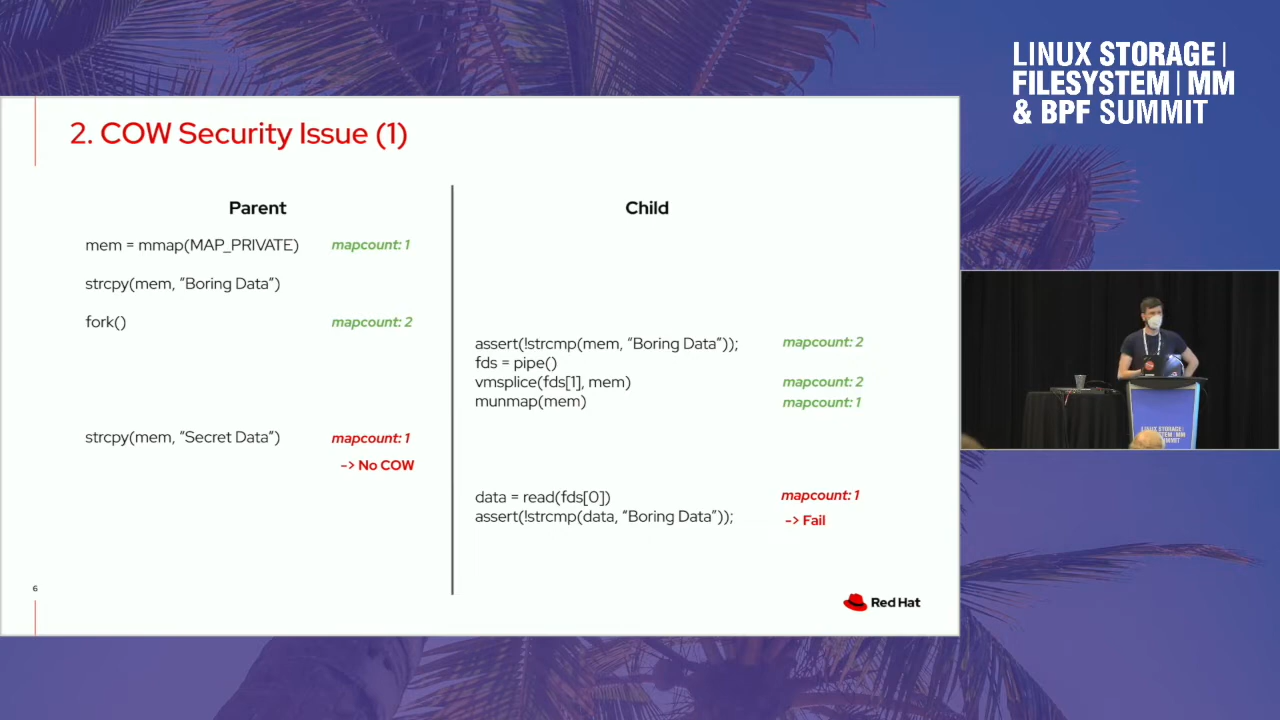 LINUX STORAGE |
FILESYSTEM | MM
& BPF SUMMIT
2. COW Security Issue (1)
Parent
mem = mmap(MAP_PRIVATE) mapcount: 1
strcpy(mem, “Boring Data”)
fork() mapcount: 2
strcpy(mem, “Secret Data”) mapcount: 1
-> No COW
Child
assert(!strcmp(mem, “Boring Data”)); mapcount: 2
fds = pipe()
vmsplice(fds[1], mem) mapcount: 2
munmap(mem) mapcount: 1
data = read(fds[0]) mapcount: 1
assert(!strcmp(data, “Boring Data”)); -> Fail
6
Red Hat
LINUX STORAGE |